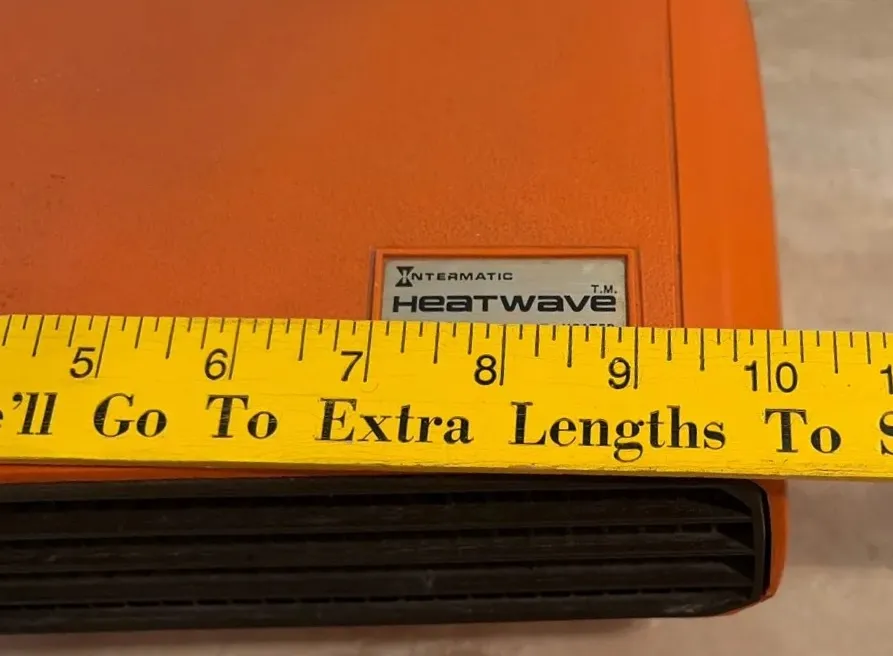 INTERMATIC
T.M.
HEATWAVE
5 6 7 8 9 10
'll Go To Extra Lengths To